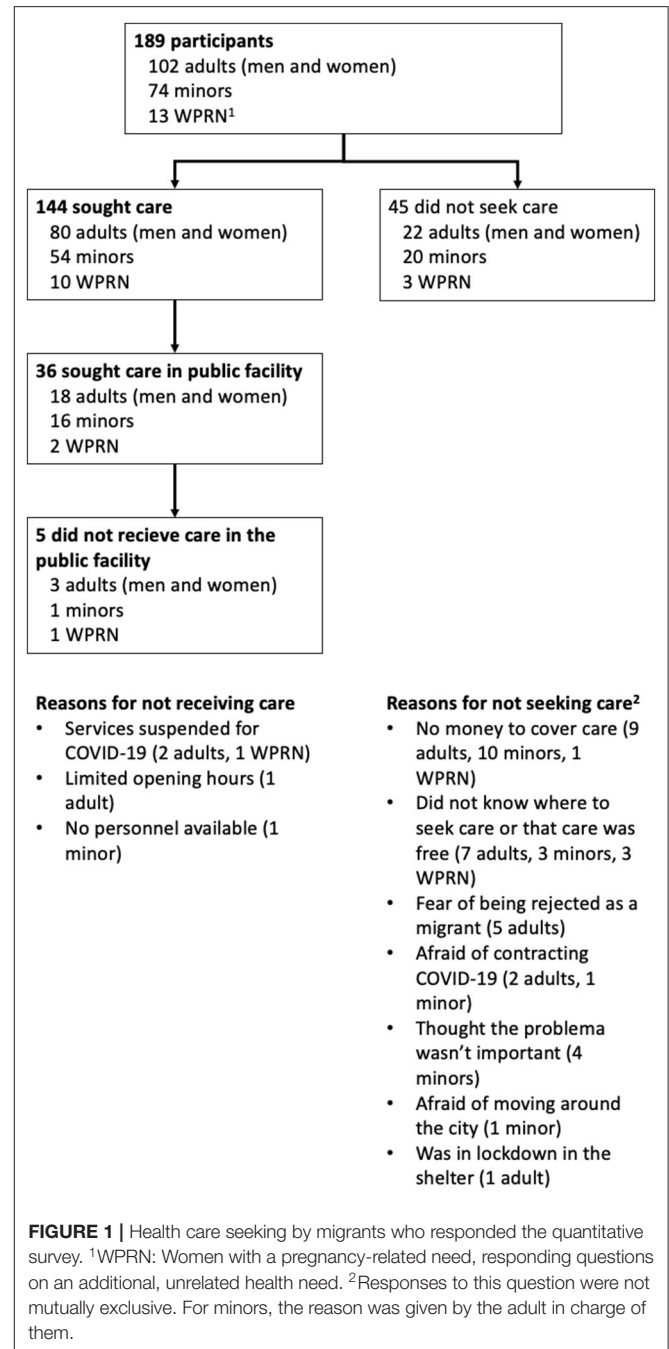 189 participants
102 adults (men and women)
74 minors
13 WPRN¹
144 sought care
80 adults (men and women)
54 minors
10 WPRN
45 did not seek care
22 adults (men and women)
20 minors
3 WPRN
36 sought care in public facility
18 adults (men and women)
16 minors
2 WPRN
5 did not recieve care in the
public facility
3 adults (men and women)
1 minors
1 WPRN
Reasons for not receiving care
• Services suspended for
COVID-19 (2 adults, 1 WPRN)
• Limited opening hours (1
adult)
• No personnel available (1
minor)
Reasons for not seeking care²
• No money to cover care (9
adults, 10 minors, 1
WPRN)
• Did not know where to
seek care or that care was
free (7 adults, 3 minors, 3
WPRN)
• Fear of being rejected as a
migrant (5 adults)
• Afraid of contracting
COVID-19 (2 adults, 1
minor)
• Thought the problema
wasn't important (4
minors)
• Afraid of moving around
the city (1 minor)
• Was in lockdown in the
shelter (1 adult)
FIGURE 1 | Health care seeking by migrants who responded the quantitative
survey. ¹WPRN: Women with a pregnancy-related need, responding questions
on an additional, unrelated health need. ²Responses to this question were not
mutually exclusive. For minors, the reason was given by the adult in charge of
them.